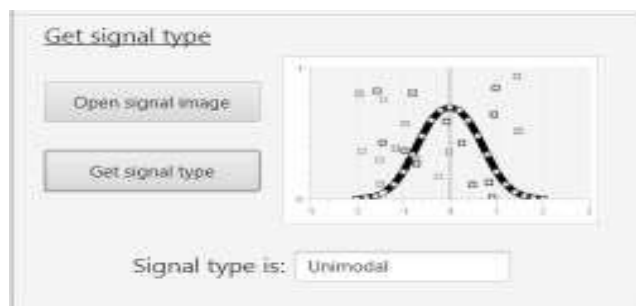 Get signal type
Open signal image
Get signal type
Signal type is: Unimodal